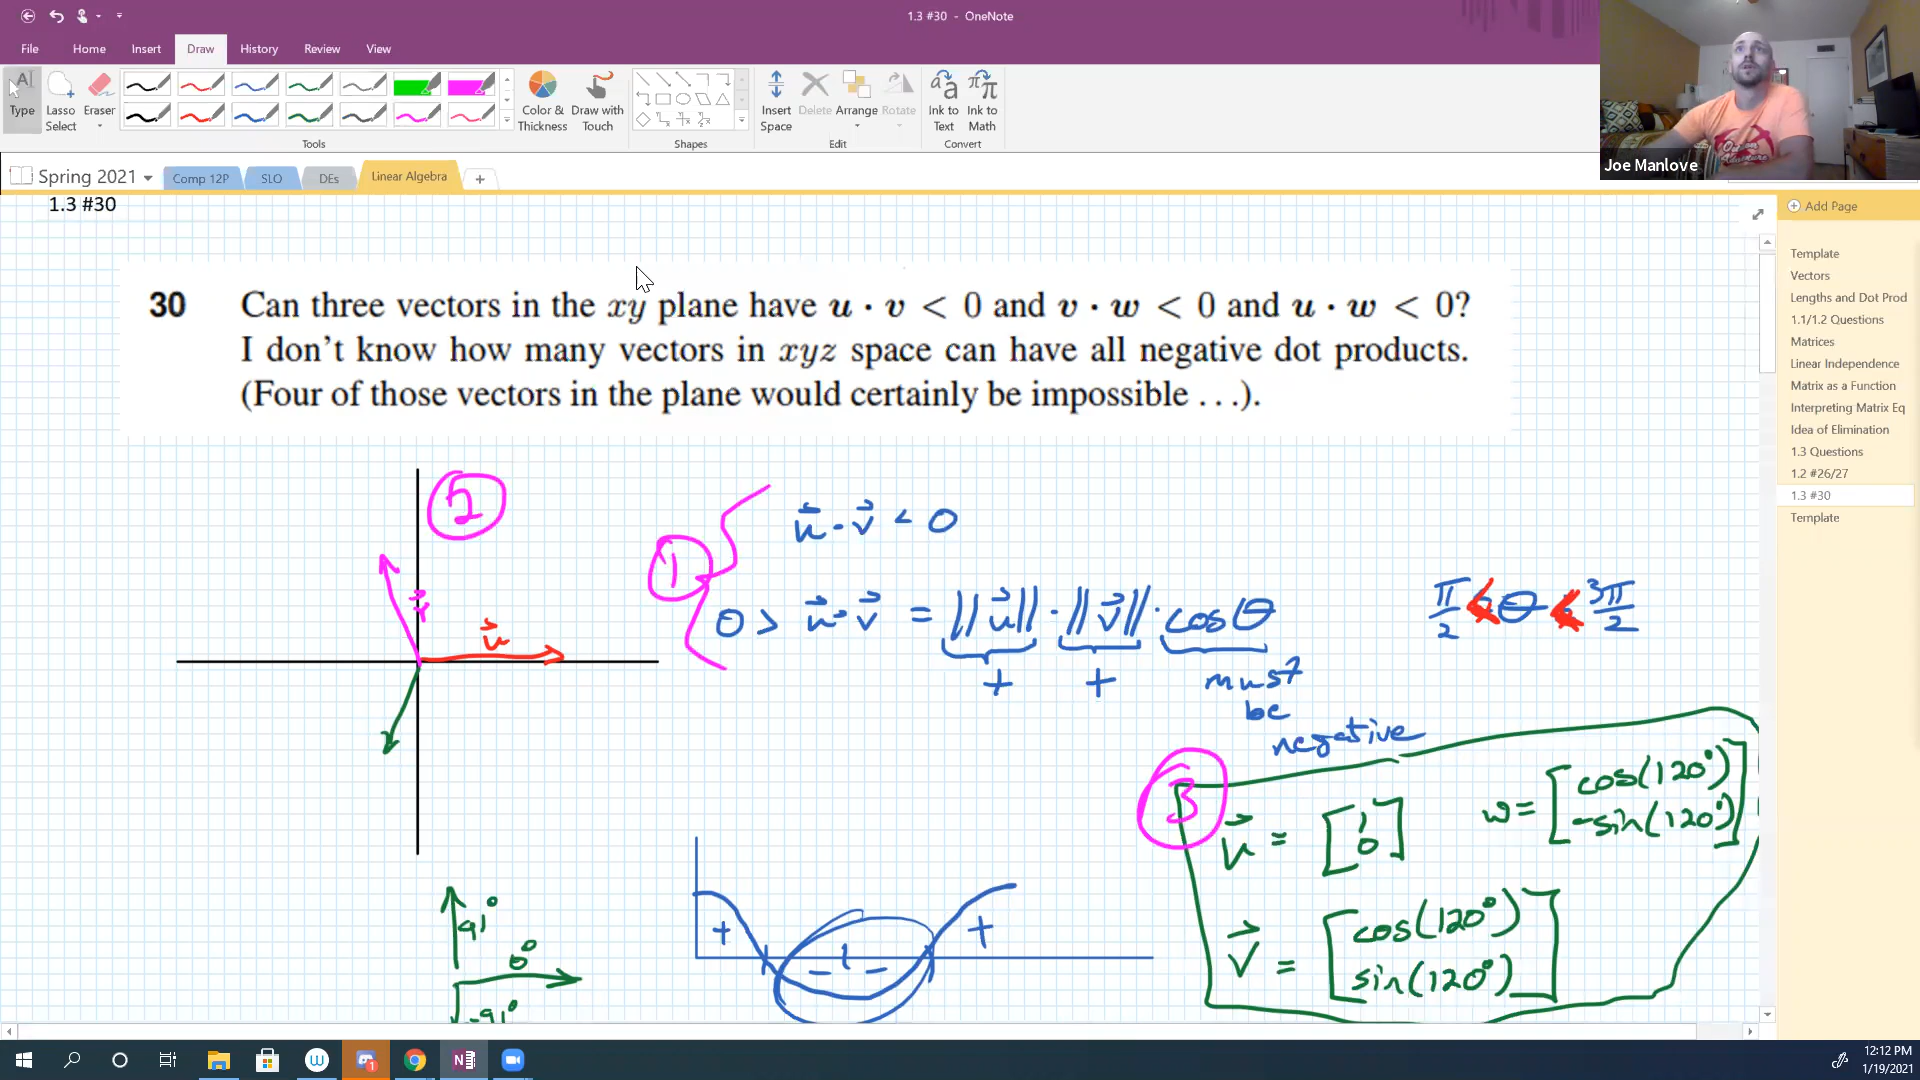 1.3 #30 - OneNote
File Home Insert Draw History Review View
Type
Lasso Select
Eraser
Color & Thickness
Draw with Touch
Insert Space
Delete
Arrange
Rotate
Ink to Text
Ink to Math
Tools
Shapes
Edit
Convert
Joe Manlove
Spring 2021
Comp 12P
SLO
DEs
Linear Algebra
1.3 #30
30 Can three vectors in the xy plane have u · v < 0 and v · w < 0 and u · w < 0?
I don't know how many vectors in xyz space can have all negative dot products.
(Four of those vectors in the plane would certainly be impossible . . .).
2
v⃗
u⃗
1
u⃗ · v⃗ < 0
0 > u⃗ · v⃗ = ||u⃗|| · ||v⃗|| · cosθ
+ + must
be
negative
π/2 < θ < 3π/2
3
u⃗ = [1 0]
w = [cos(120°) -sin(120°)]
v⃗ = [cos(120°) sin(120°)]
91°
0°
-91°
+ - - - +
Add Page
Template
Vectors
Lengths and Dot Prod
1.1/1.2 Questions
Matrices
Linear Independence
Matrix as a Function
Interpreting Matrix Eq
Idea of Elimination
1.3 Questions
1.2 #26/27
1.3 #30
Template
12:12 PM
1/19/2021